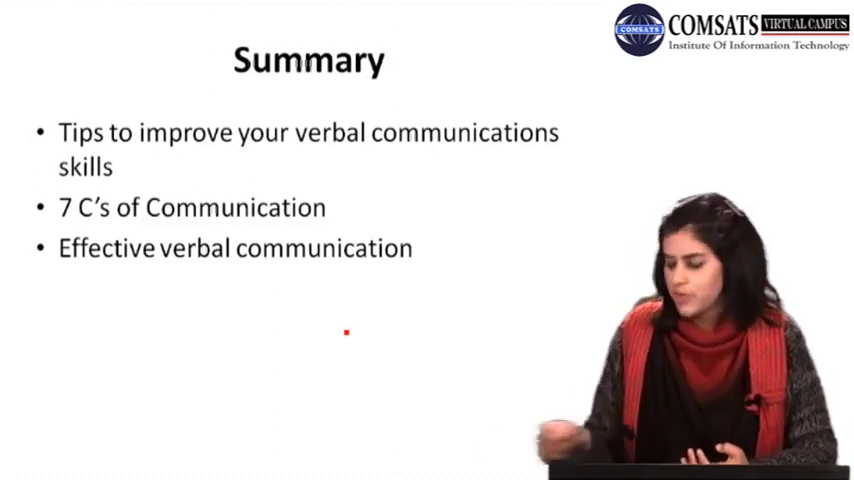 COMSATS VIRTUAL CAMPUS
COMSATS
Institute Of Information Technology
Summary
• Tips to improve your verbal communications
skills
• 7 C's of Communication
• Effective verbal communication